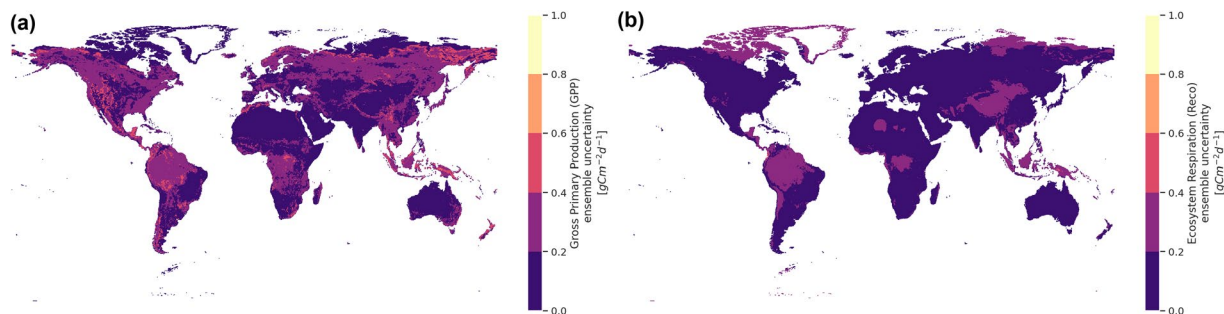 (a)
1.0
0.8
0.6
0.4
0.2
0.0
Gross Primary Production (GPP)
ensemble uncertainty
[gCm⁻²d⁻¹]
(b)
1.0
0.8
0.6
0.4
0.2
0.0
Ecosystem Respiration (Reco)
ensemble uncertainty
[gCm⁻²d⁻¹]